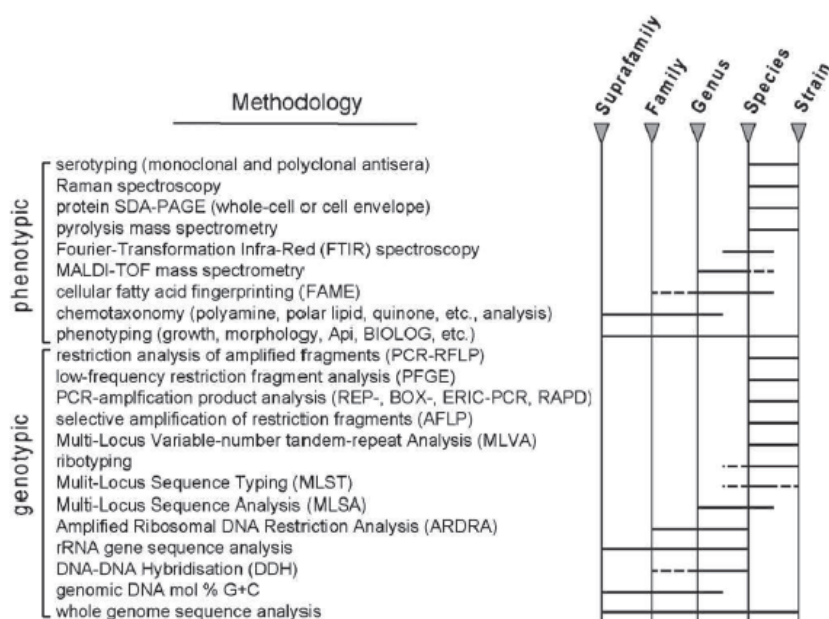 Suprafamily
Family
Genus
Species
Strain
Methodology
phenotypic
serotyping (monoclonal and polyclonal antisera)
Raman spectroscopy
protein SDA-PAGE (whole-cell or cell envelope)
pyrolysis mass spectrometry
Fourier-Transformation Infra-Red (FTIR) spectroscopy
MALDI-TOF mass spectrometry
cellular fatty acid fingerprinting (FAME)
chemotaxonomy (polyamine, polar lipid, quinone, etc., analysis)
phenotyping (growth, morphology, Api, BIOLOG, etc.)
genotypic
restriction analysis of amplified fragments (PCR-RFLP)
low-frequency restriction fragment analysis (PFGE)
PCR-amplfication product analysis (REP-, BOX-, ERIC-PCR, RAPD)
selective amplification of restriction fragments (AFLP)
Multi-Locus Variable-number tandem-repeat Analysis (MLVA)
ribotyping
Mulit-Locus Sequence Typing (MLST)
Multi-Locus Sequence Analysis (MLSA)
Amplified Ribosomal DNA Restriction Analysis (ARDRA)
rRNA gene sequence analysis
DNA-DNA Hybridisation (DDH)
genomic DNA mol % G+C
whole genome sequence analysis